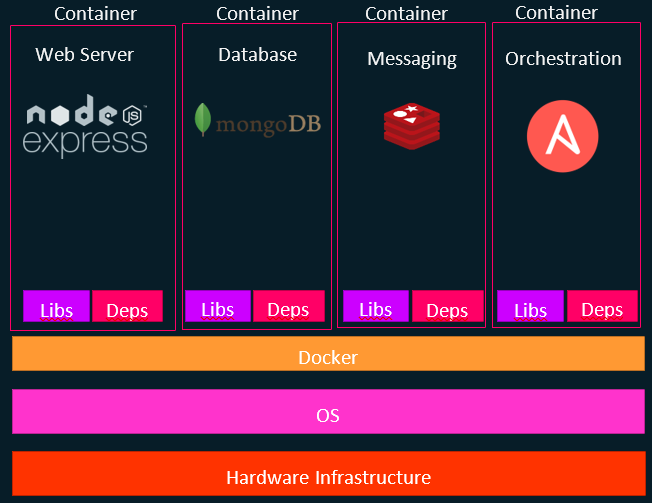 Container Container Container Container
Web Server Database Messaging Orchestration
node JS™ mongoDB
express
Libs Deps Libs Deps Libs Deps Libs Deps
Docker
OS
Hardware Infrastructure